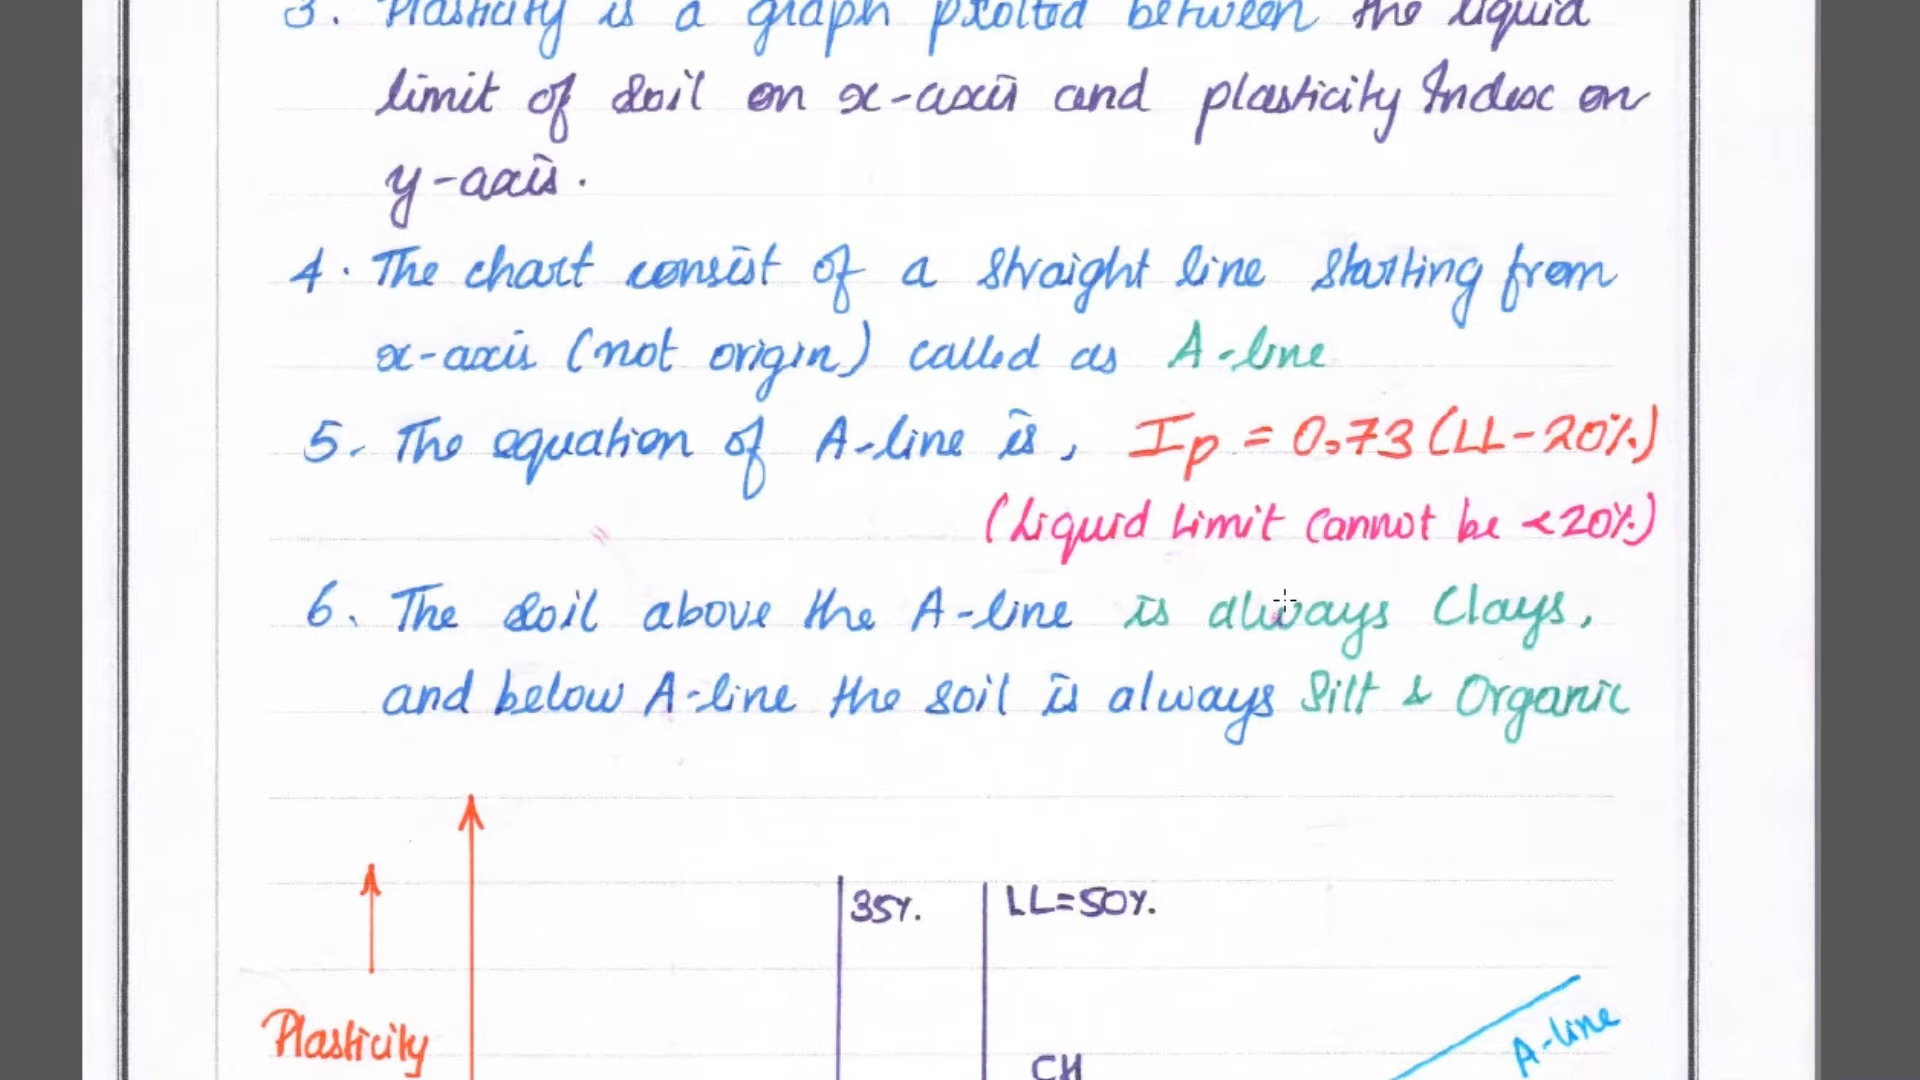 3. Plasticity is a graph plotted between the liquid
limit of soil on x-axis and plasticity Index on
y-axis.
4. The chart consist of a straight line starting from
x-axis (not origin) called as A-line
5. The equation of A-line is, Ip = 0.73 (LL-20%)
(Liquid Limit cannot be <20%)
6. The soil above the A-line is always Clays,
and below A-line the soil is always Silt & Organic
35%. LL=50%.
A-line
Plasticity
CH